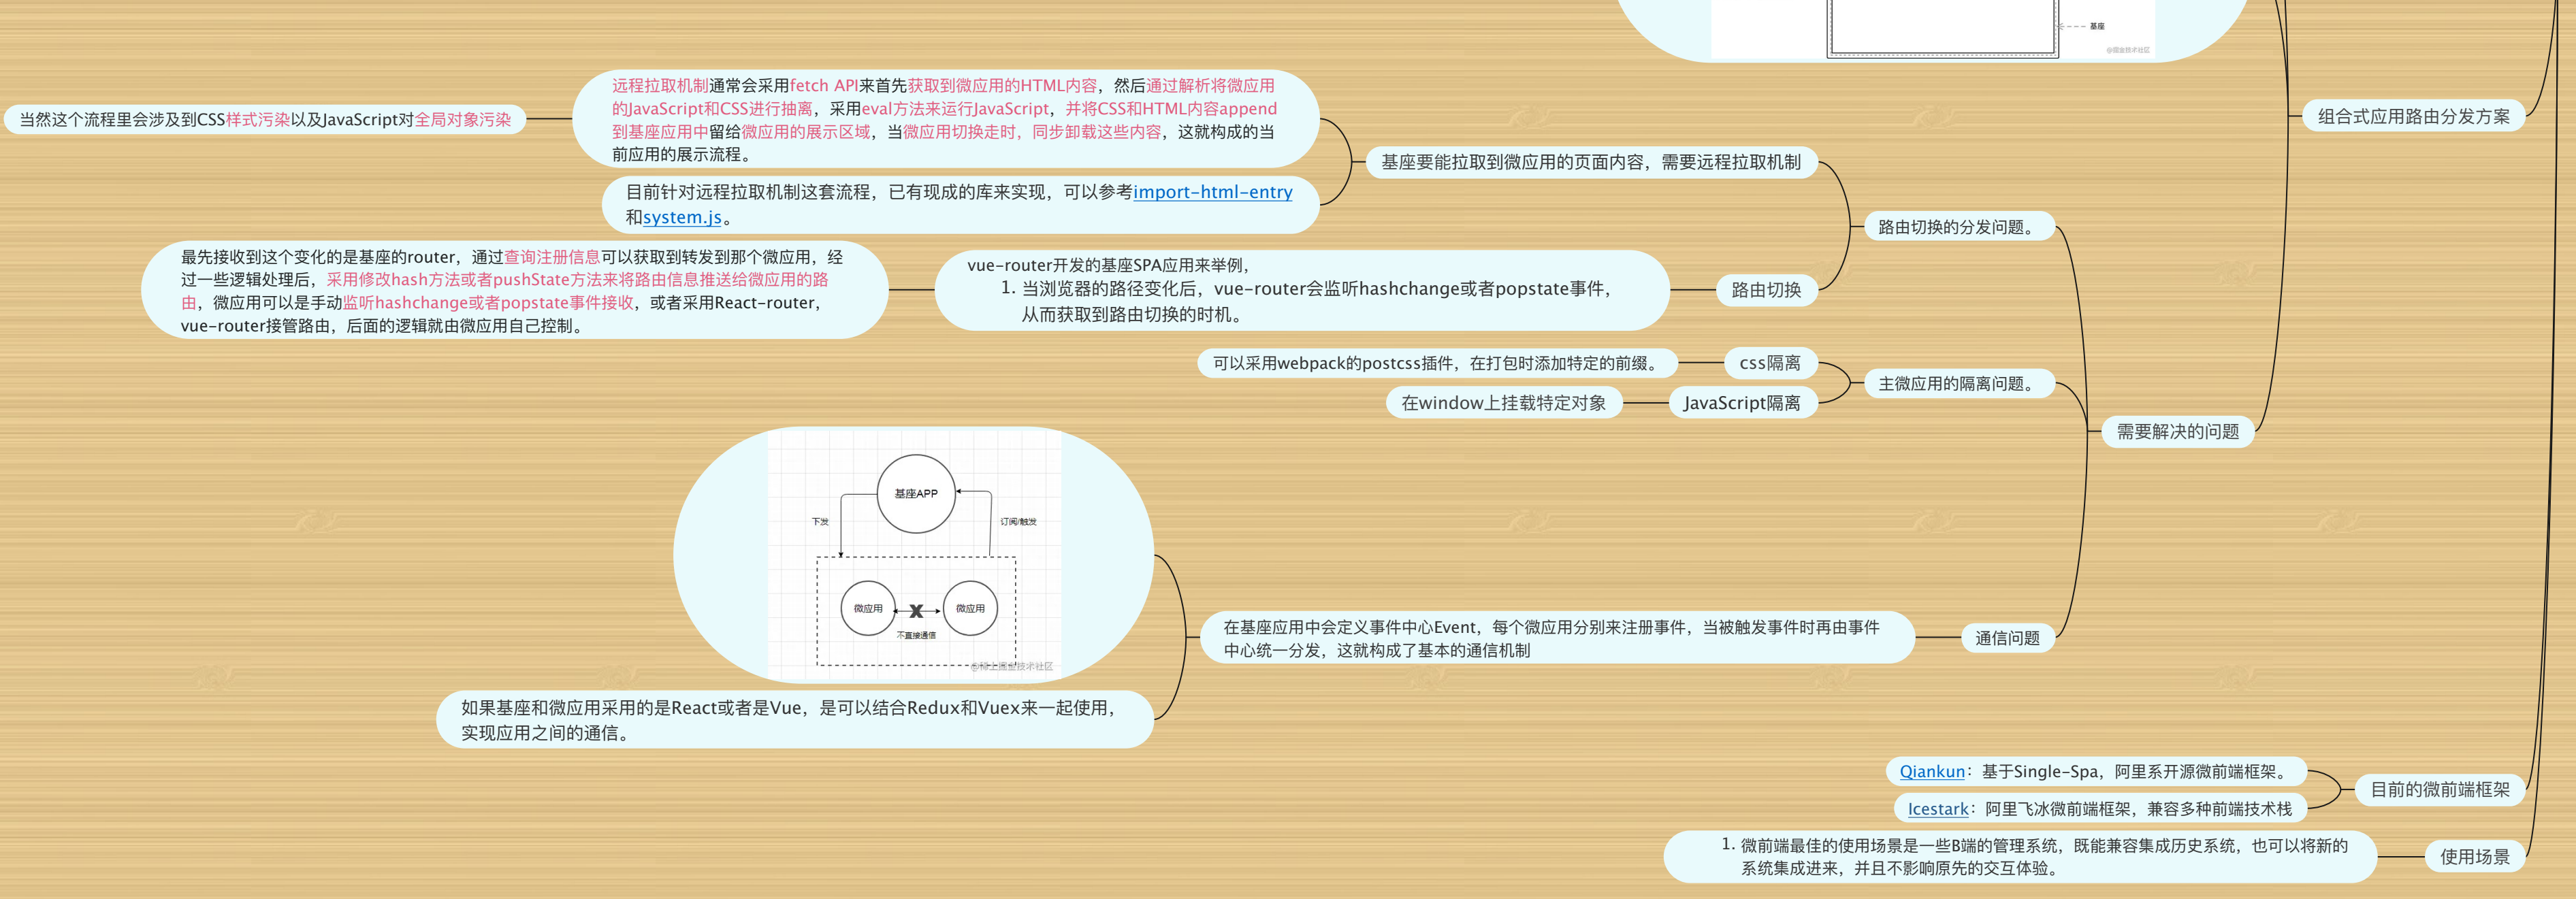 基座
@掘金技术社区
组合式应用路由分发方案
远程拉取机制通常会采用fetch API来首先获取到微应用的HTML内容，然后通过解析将微应用
的JavaScript和CSS进行抽离，采用eval方法来运行JavaScript，并将CSS和HTML内容append
到基座应用中留给微应用的展示区域，当微应用切换走时，同步卸载这些内容，这就构成的当
前应用的展示流程。
当然这个流程里会涉及到CSS样式污染以及JavaScript对全局对象污染
基座要能拉取到微应用的页面内容，需要远程拉取机制
目前针对远程拉取机制这套流程，已有现成的库来实现，可以参考import-html-entry
和system.js。
路由切换的分发问题。
最先接收到这个变化的是基座的router，通过查询注册信息可以获取到转发到那个微应用，经
过一些逻辑处理后，采用修改hash方法或者pushState方法来将路由信息推送给微应用的路
由，微应用可以是手动监听hashchange或者popstate事件接收，或者采用React-router，
vue-router接管路由，后面的逻辑就由微应用自己控制。
vue-router开发的基座SPA应用来举例，
1. 当浏览器的路径变化后，vue-router会监听hashchange或者popstate事件，
从而获取到路由切换的时机。
路由切换
可以采用webpack的postcss插件，在打包时添加特定的前缀。
css隔离
主微应用的隔离问题。
在window上挂载特定对象
JavaScript隔离
需要解决的问题
基座APP
下发
订阅/触发
微应用
微应用
不直接通信
@稀土掘金技术社区
在基座应用中会定义事件中心Event，每个微应用分别来注册事件，当被触发事件时再由事件
中心统一分发，这就构成了基本的通信机制
通信问题
如果基座和微应用采用的是React或者是Vue，是可以结合Redux和Vuex来一起使用，
实现应用之间的通信。
Qiankun：基于Single-Spa，阿里系开源微前端框架。
目前的微前端框架
Icestark：阿里飞冰微前端框架，兼容多种前端技术栈
1. 微前端最佳的使用场景是一些B端的管理系统，既能兼容集成历史系统，也可以将新的
系统集成进来，并且不影响原先的交互体验。
使用场景